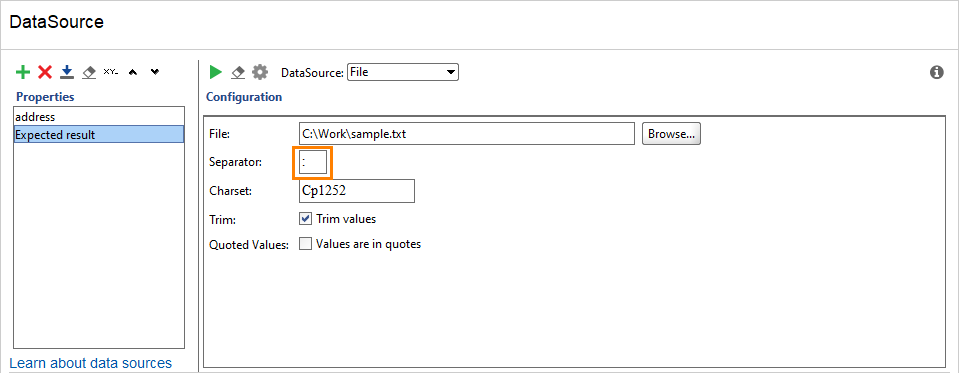 DataSource
XY=
DataSource: File
Properties
Configuration
address
Expected result
File: C:\Work\sample.txt Browse...
Separator: :
Charset: Cp1252
Trim: Trim values
Quoted Values: Values are in quotes
Learn about data sources